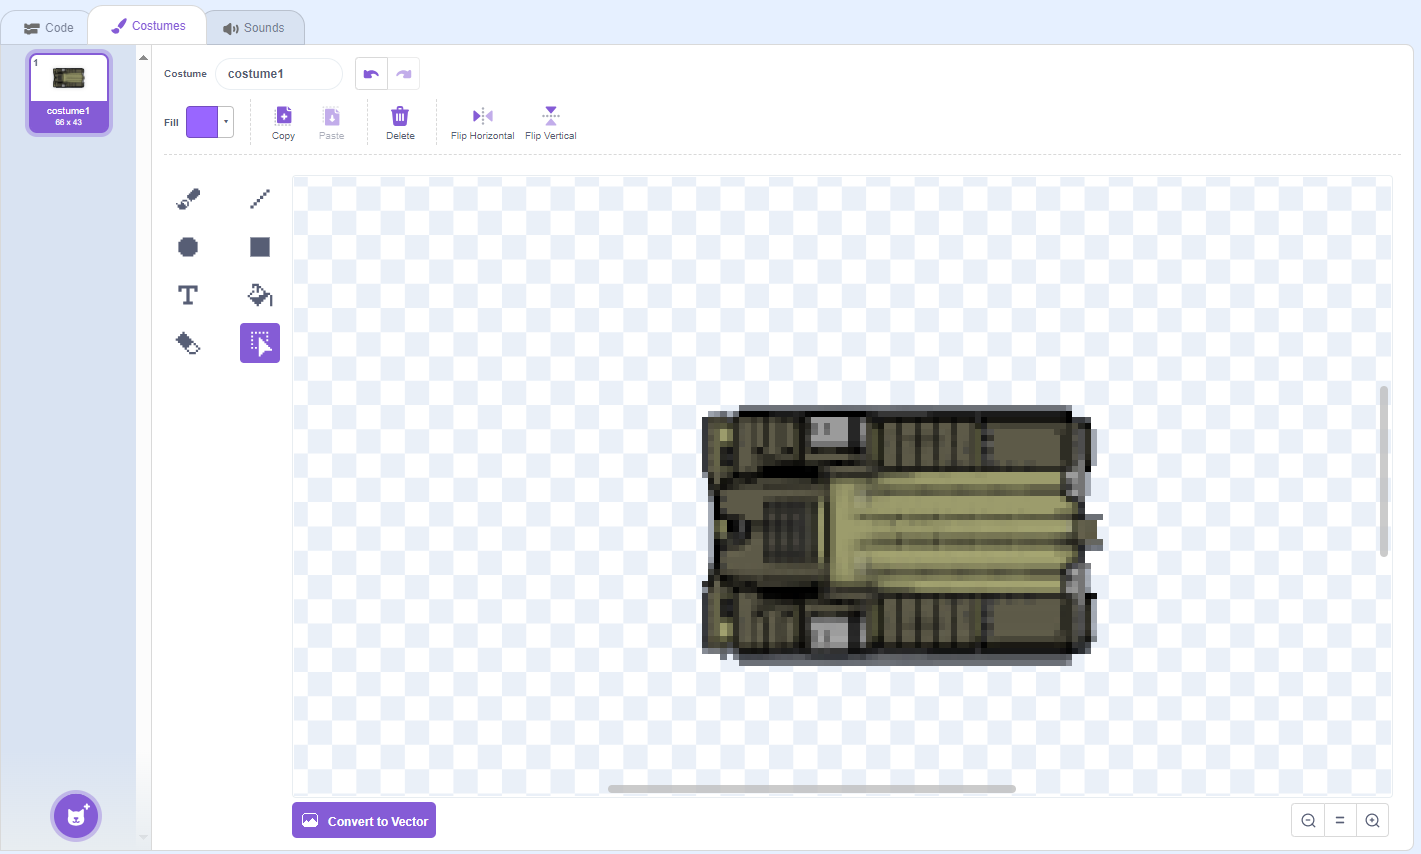 Code
Costumes
Sounds
1
costume1
66 x 43
Costume
costume1
Fill
Copy
Paste
Delete
Flip Horizontal
Flip Vertical
T
Convert to Vector